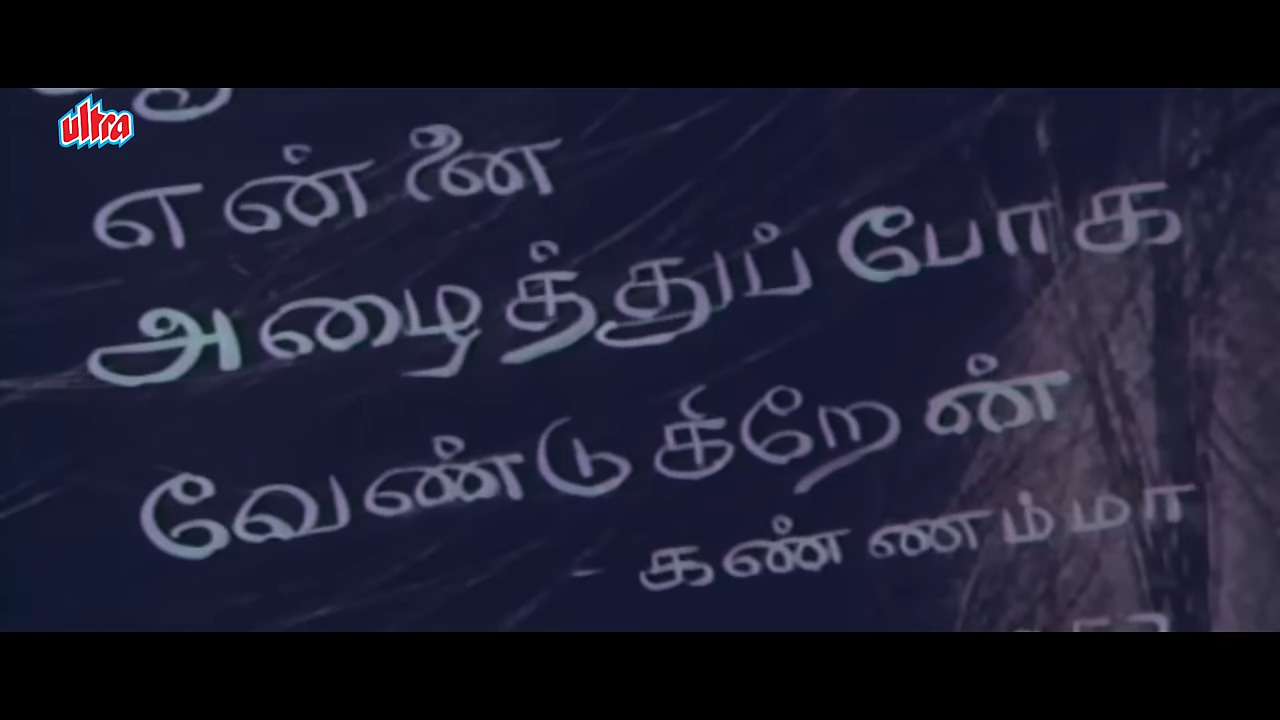 ultra
என்னை
அழைத்துப் போக
வேண்டுகிறேன்
- கண்ணம்மா